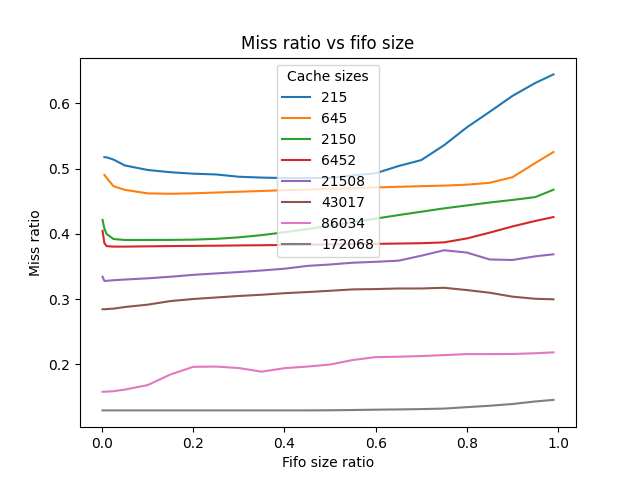 Miss ratio vs fifo size
Cache sizes
215
645
2150
6452
21508
43017
86034
172068
0.6
0.5
0.4
0.3
0.2
Miss ratio
0.0 0.2 0.4 0.6 0.8 1.0
Fifo size ratio